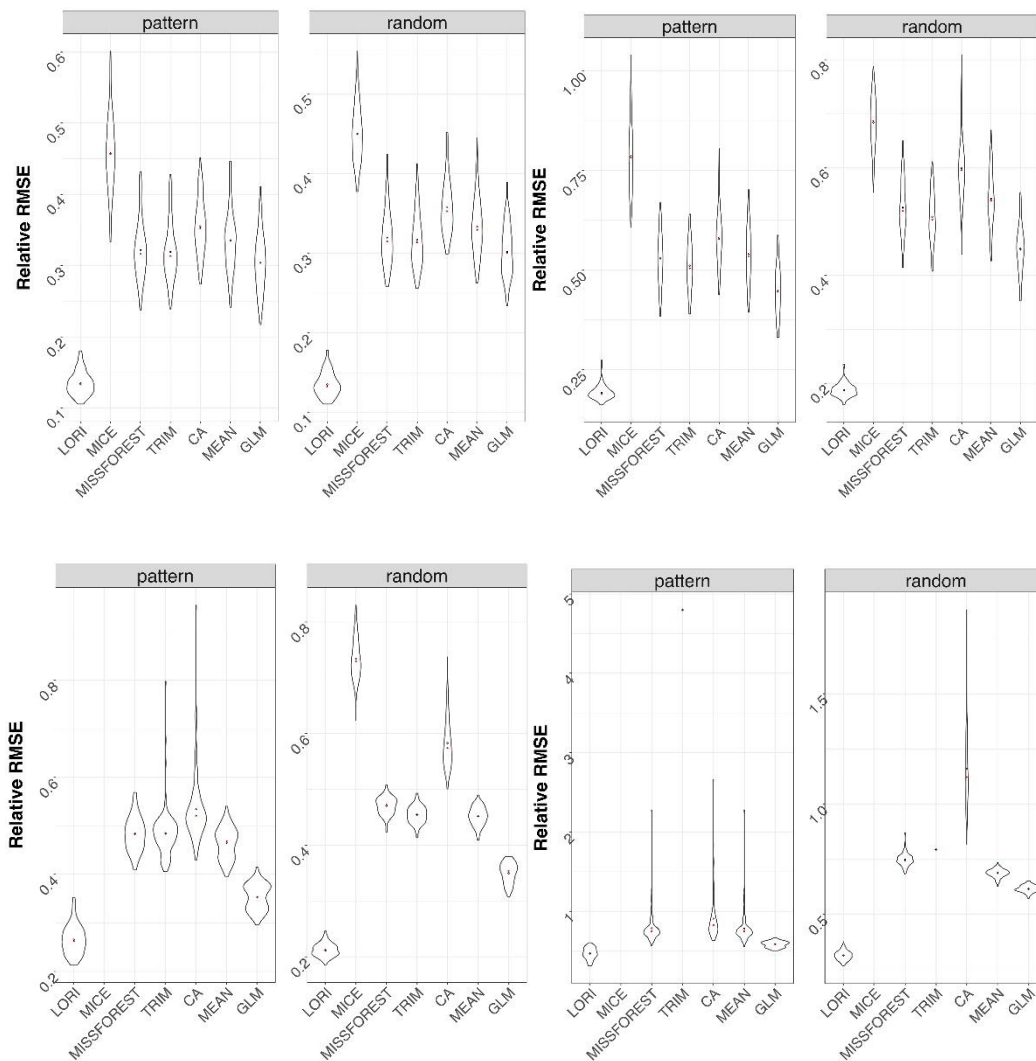 pattern
random
Relative RMSE
0.6
0.5
0.4
0.3
0.2
0.1
LORI
MICE
MISSFOREST
TRIM
CA
MEAN
GLM
0.5
0.4
0.3
0.2
0.1
LORI
MICE
MISSFOREST
TRIM
CA
MEAN
GLM
pattern
random
Relative RMSE
1.00
0.75
0.50
0.25
LORI
MICE
MISSFOREST
TRIM
CA
MEAN
GLM
0.8
0.6
0.4
0.2
LORI
MICE
MISSFOREST
TRIM
CA
MEAN
GLM
pattern
random
Relative RMSE
0.8
0.6
0.4
0.2
LORI
MICE
MISSFOREST
TRIM
CA
MEAN
GLM
0.8
0.6
0.4
0.2
LORI
MICE
MISSFOREST
TRIM
CA
MEAN
GLM
pattern
random
Relative RMSE
5
4
3
2
1
LORI
MICE
MISSFOREST
TRIM
CA
MEAN
GLM
1.5
1.0
0.5
LORI
MICE
MISSFOREST
TRIM
CA
MEAN
GLM